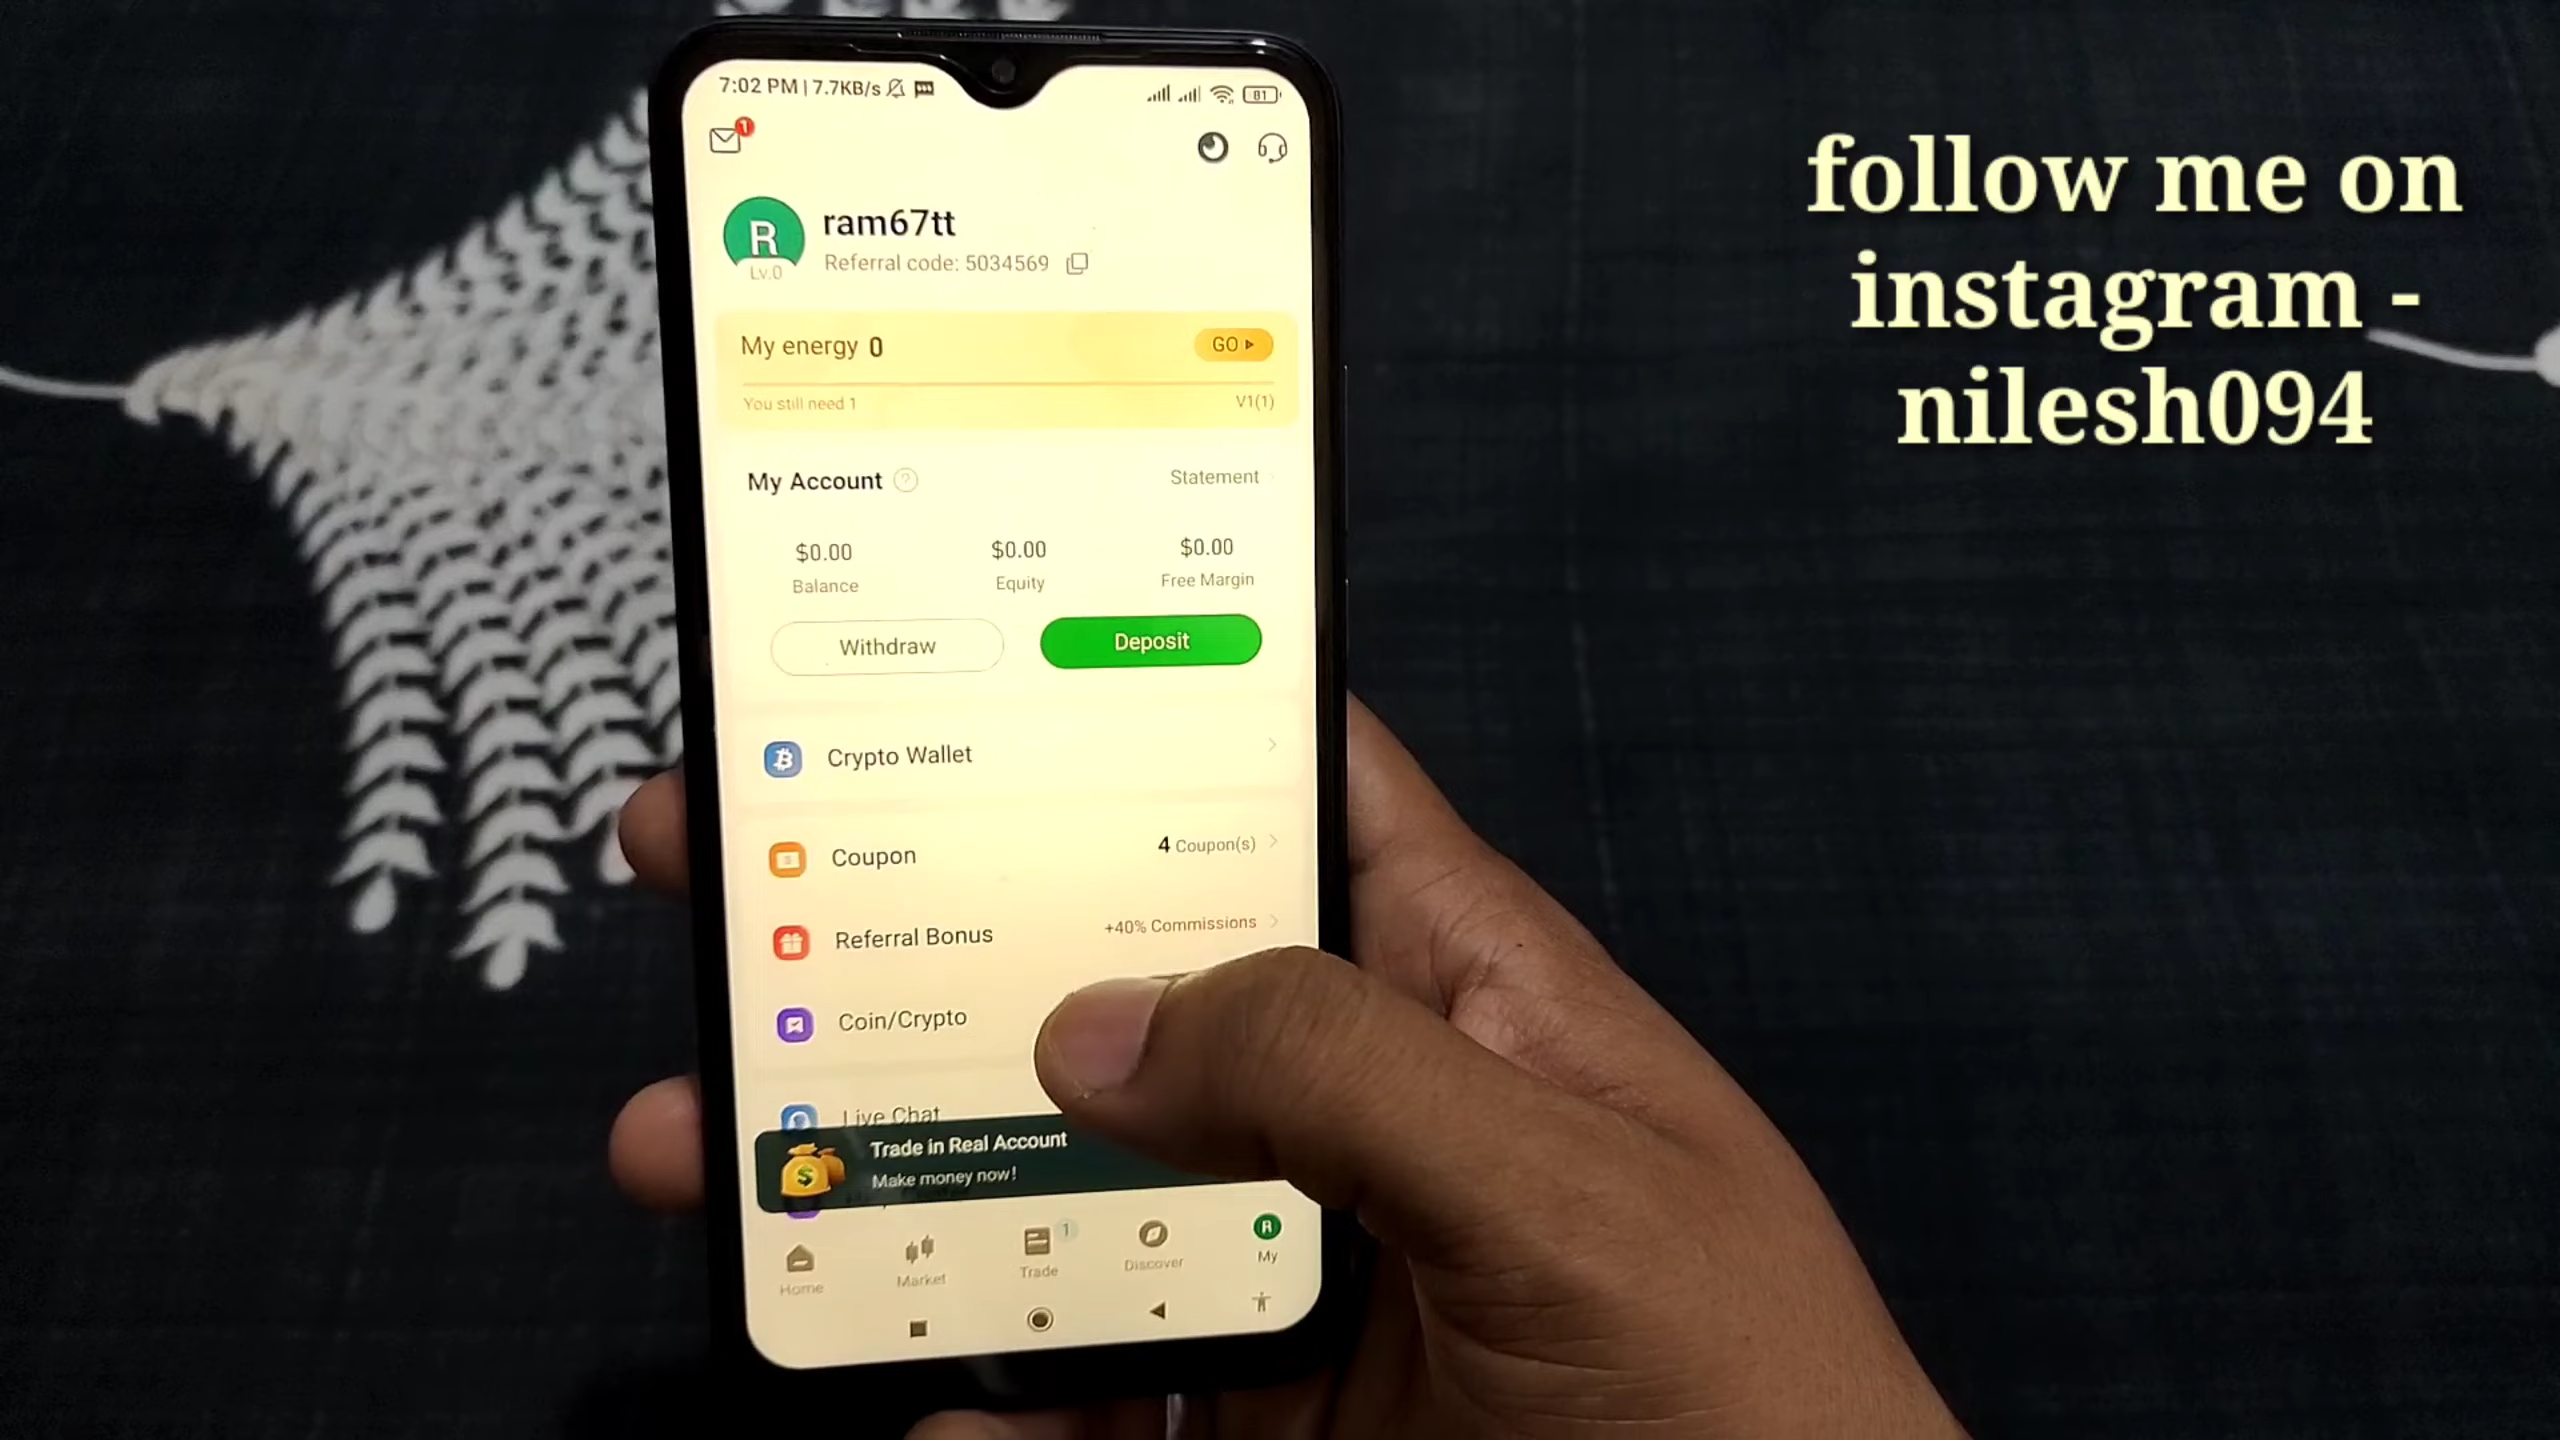 7:02 PM | 7.7KB/s
81
1
follow me on
instagram -
nilesh094
R
Lv.0
ram67tt
Referral code: 5034569
My energy 0
GO
You still need 1
V1(1)
My Account ?
Statement
$0.00
$0.00
$0.00
Balance
Equity
Free Margin
Withdraw
Deposit
Crypto Wallet
Coupon
4 Coupon(s)
Referral Bonus
+40% Commissions
Coin/Crypto
Live Chat
Trade in Real Account
Make money now!
Home
Market
1
Trade
Discover
R
My